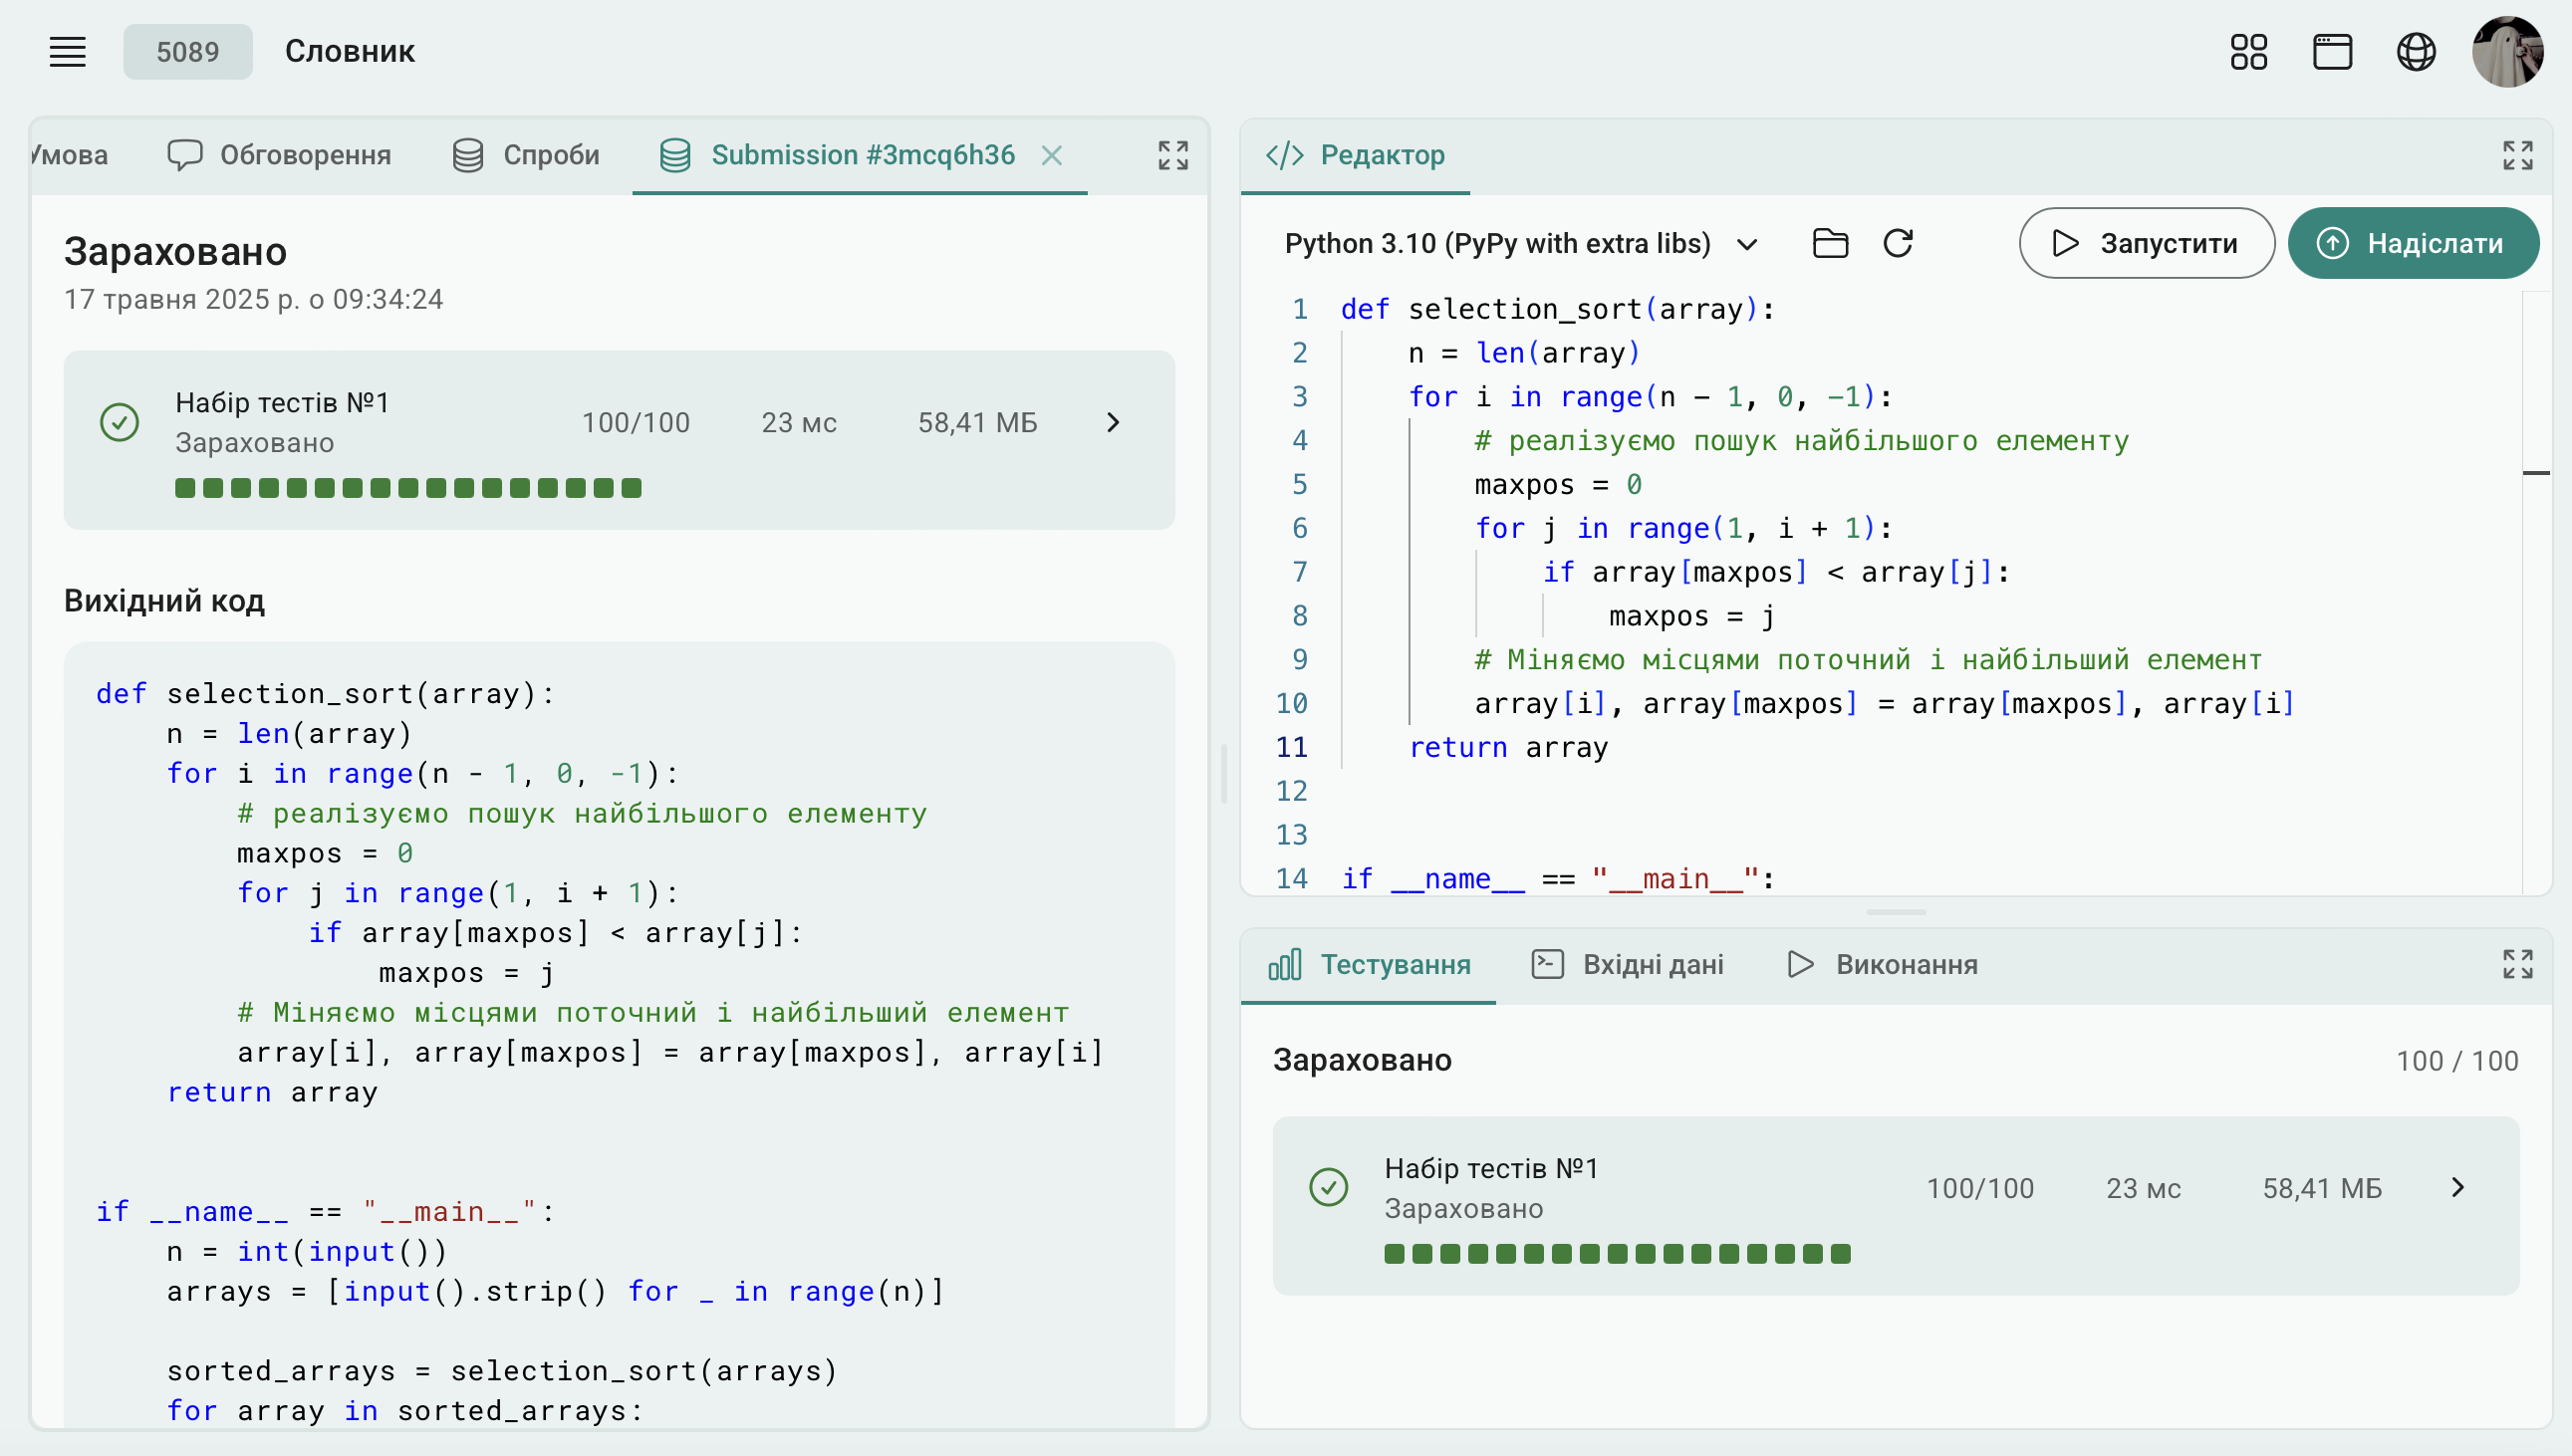 5089
Словник
Умова
Обговорення
Спроби
Submission #3mcq6h36
Зараховано
17 травня 2025 р. о 09:34:24
Набір тестів №1
Зараховано
100/100
23 мс
58,41 МБ
Вихідний код
def selection_sort(array):
    n = len(array)
    for i in range(n - 1, 0, -1):
        # реалізуємо пошук найбільшого елементу
        maxpos = 0
        for j in range(1, i + 1):
            if array[maxpos] < array[j]:
                maxpos = j
        # Міняємо місцями поточний і найбільший елемент
        array[i], array[maxpos] = array[maxpos], array[i]
    return array
if __name__ == "__main__":
    n = int(input())
    arrays = [input().strip() for _ in range(n)]
    sorted_arrays = selection_sort(arrays)
    for array in sorted_arrays:
Редактор
Python 3.10 (PyPy with extra libs)
Запустити
Надіслати
1 def selection_sort(array):
2     n = len(array)
3     for i in range(n - 1, 0, -1):
4         # реалізуємо пошук найбільшого елементу
5         maxpos = 0
6         for j in range(1, i + 1):
7             if array[maxpos] < array[j]:
8                 maxpos = j
9         # Міняємо місцями поточний і найбільший елемент
10         array[i], array[maxpos] = array[maxpos], array[i]
11     return array
12
13
14 if __name__ == "__main__":
Тестування
Вхідні дані
Виконання
Зараховано
100 / 100
Набір тестів №1
Зараховано
100/100
23 мс
58,41 МБ